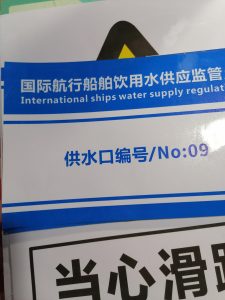 国际航行船舶饮用水供应监管
International ships water supply regulat
供水口编号/No:09
当心滑